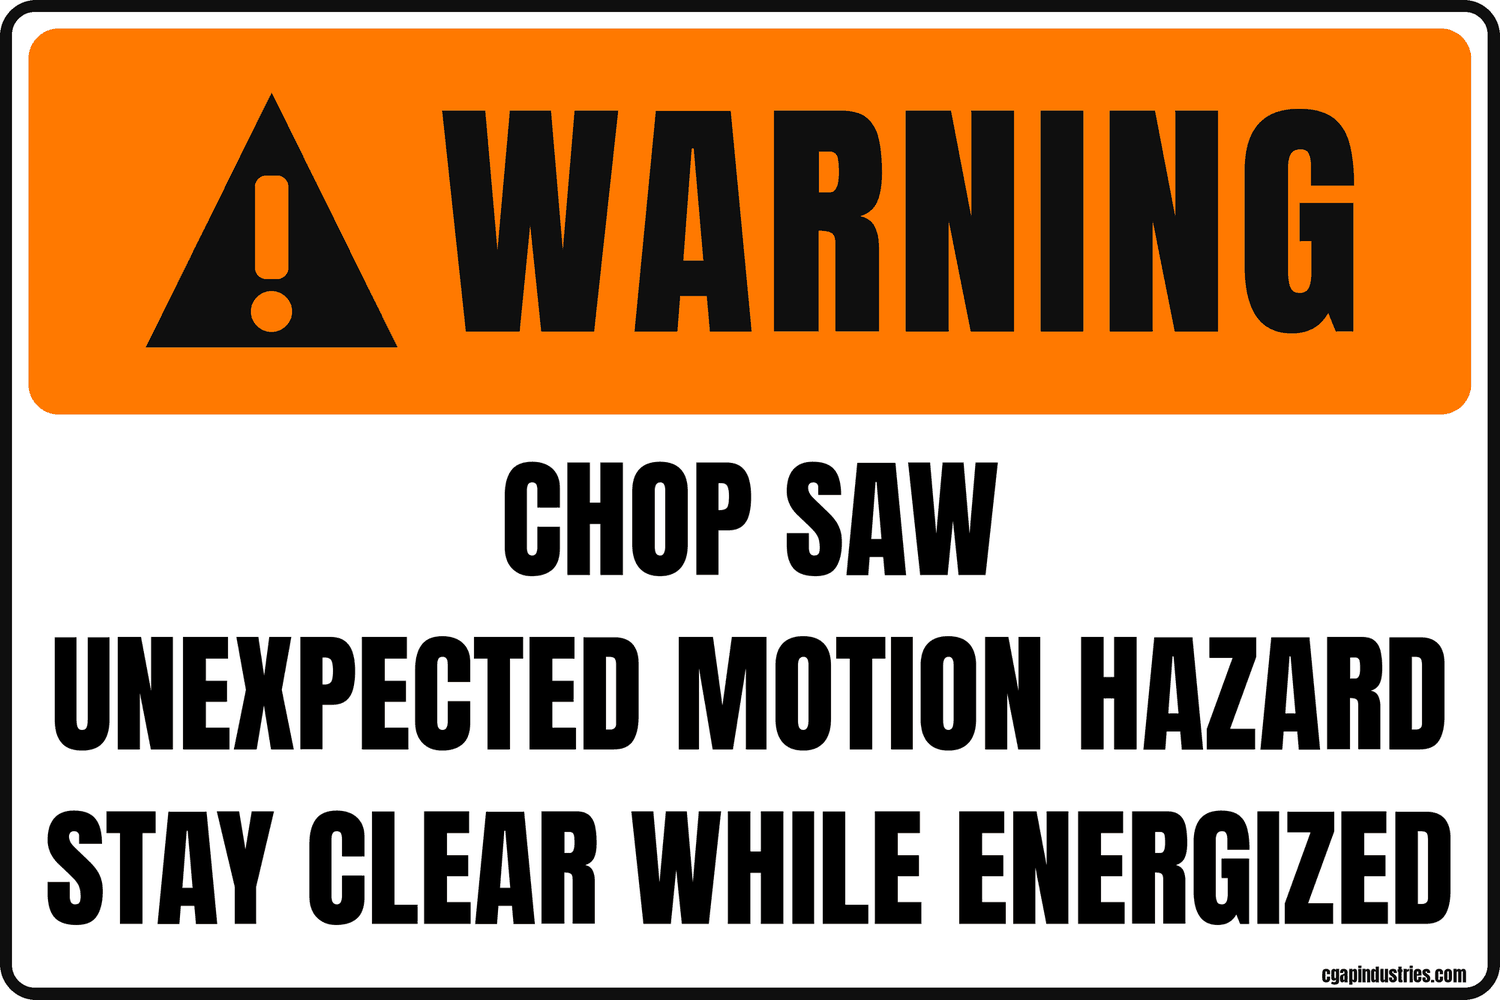 WARNING
CHOP SAW
UNEXPECTED MOTION HAZARD
STAY CLEAR WHILE ENERGIZED
cgapindustries.com